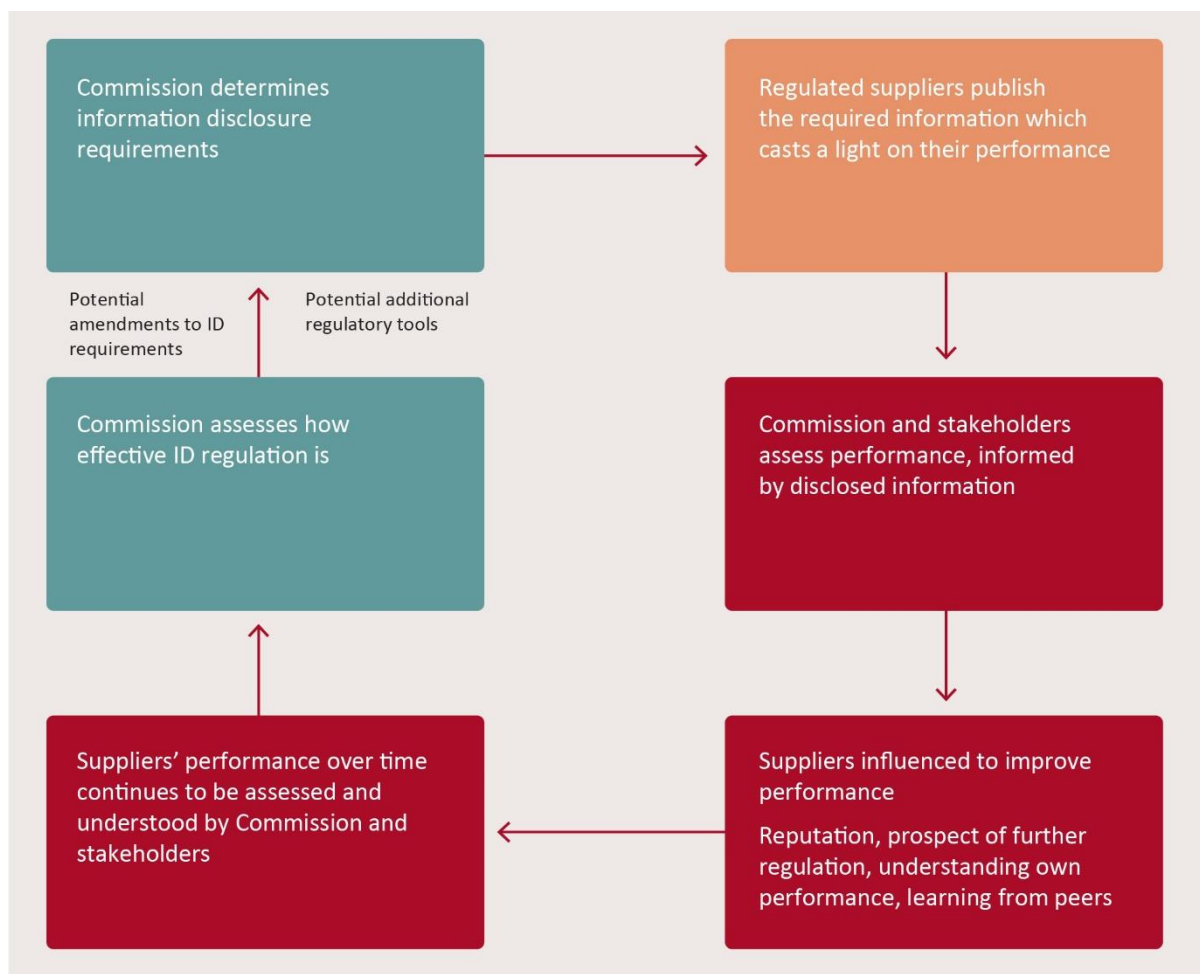 Commission determines
information disclosure
requirements
Regulated suppliers publish
the required information which
casts a light on their performance
Potential
amendments to ID
requirements
Potential additional
regulatory tools
Commission assesses how
effective ID regulation is
Commission and stakeholders
assess performance, informed
by disclosed information
Suppliers’ performance over time
continues to be assessed and
understood by Commission and
stakeholders
Suppliers influenced to improve
performance
Reputation, prospect of further
regulation, understanding own
performance, learning from peers